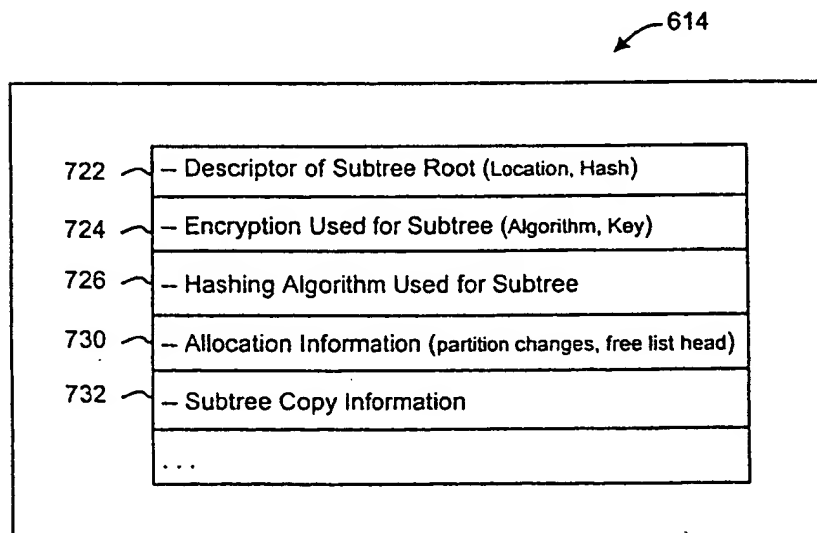 614
722 – Descriptor of Subtree Root (Location, Hash)
724 – Encryption Used for Subtree (Algorithm, Key)
726 – Hashing Algorithm Used for Subtree
730 – Allocation Information (partition changes, free list head)
732 – Subtree Copy Information
...